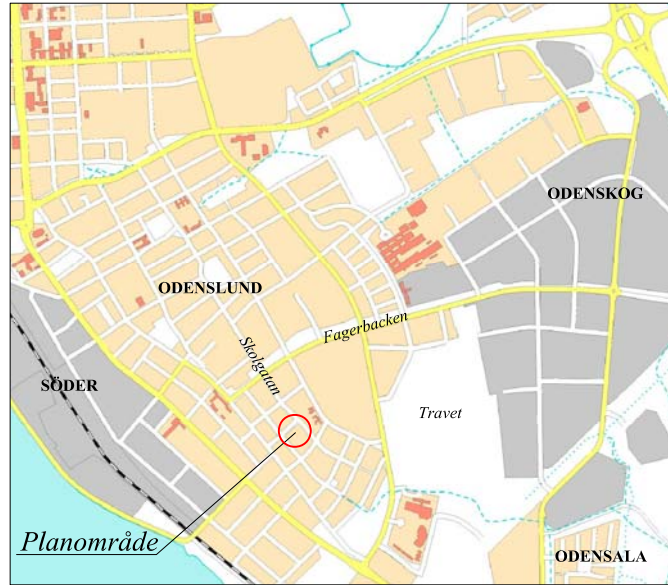 ODENSKOG
ODENSLUND
Fagerbacken
Skolgatan
SÖDER
Travet
Planområde
ODENSALA